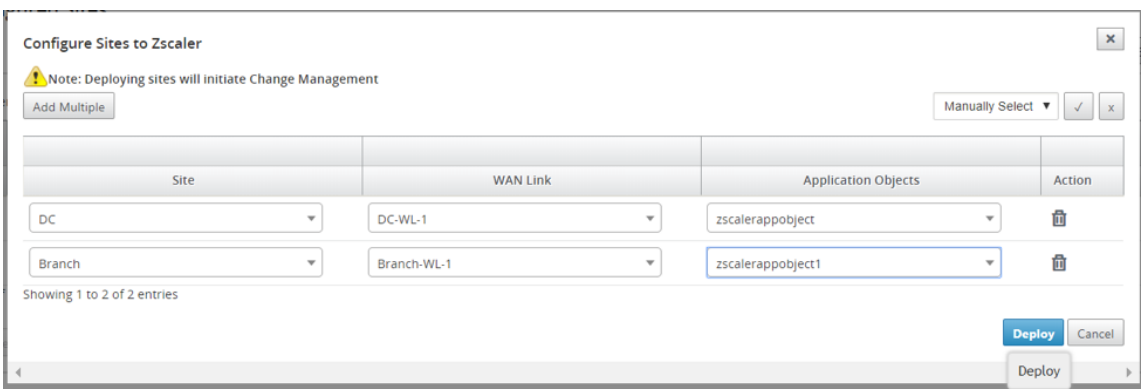 Configure Sites to Zscaler
x
Note: Deploying sites will initiate Change Management
Add Multiple
Manually Select
x
Site WAN Link Application Objects Action
DC DC-WL-1 zscalerappobject
Branch Branch-WL-1 zscalerappobject1
Showing 1 to 2 of 2 entries
Deploy Cancel
Deploy